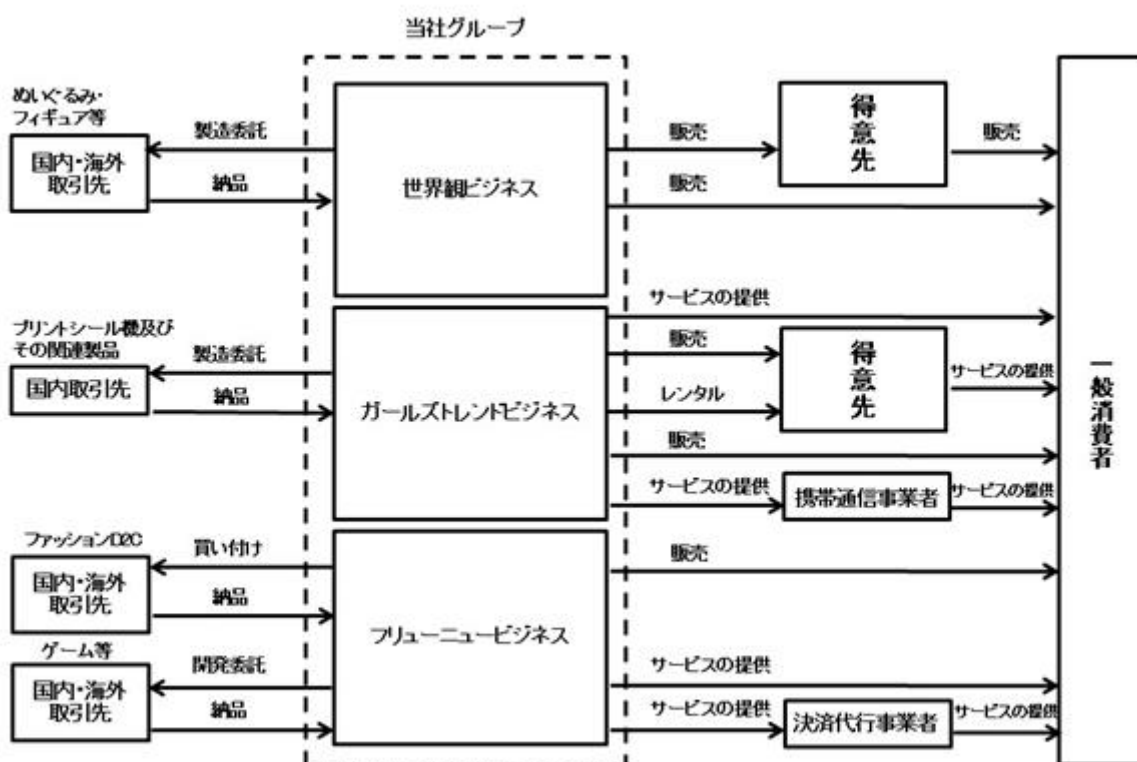 当社グループ
ぬいぐるみ・
フィギュア等
国内・海外
取引先
製造委託
納品
世界観ビジネス
販売
得意先
販売
販売
プリントシール機及び
その関連製品
国内取引先
製造委託
納品
ガールズトレンドビジネス
サービスの提供
販売
レンタル
得意先
サービスの提供
販売
サービスの提供
携帯通信事業者
サービスの提供
ファッションD2C
国内・海外
取引先
買い付け
納品
ゲーム等
国内・海外
取引先
開発委託
納品
フリューニュービジネス
販売
サービスの提供
サービスの提供
決済代行事業者
サービスの提供
一般消費者